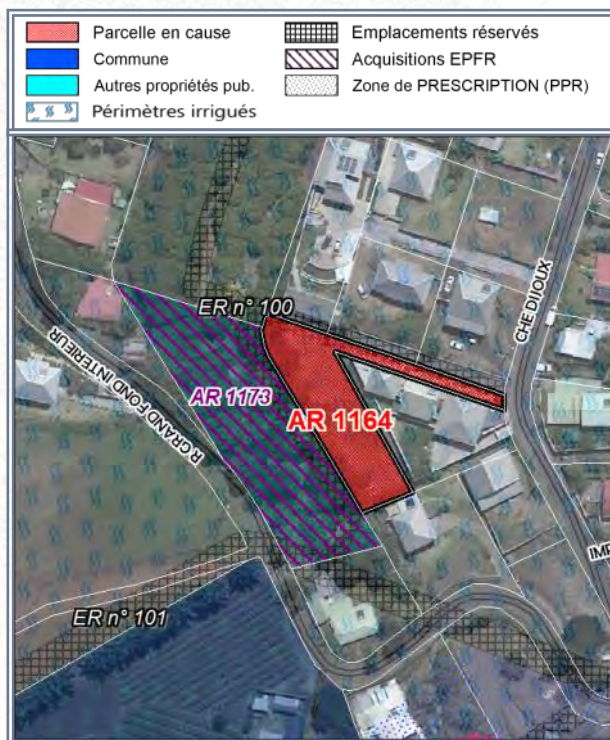 Parcelle en cause
Commune
Autres propriétés pub.
Périmètres irrigués
Emplacements réservés
Acquisitions EPFR
Zone de PRESCRIPTION (PPR)
ER n° 100
CHE DIJOUX
AR 1173
AR 1164
R GRAND FOND INTERIEUR
IMP
ER n° 101